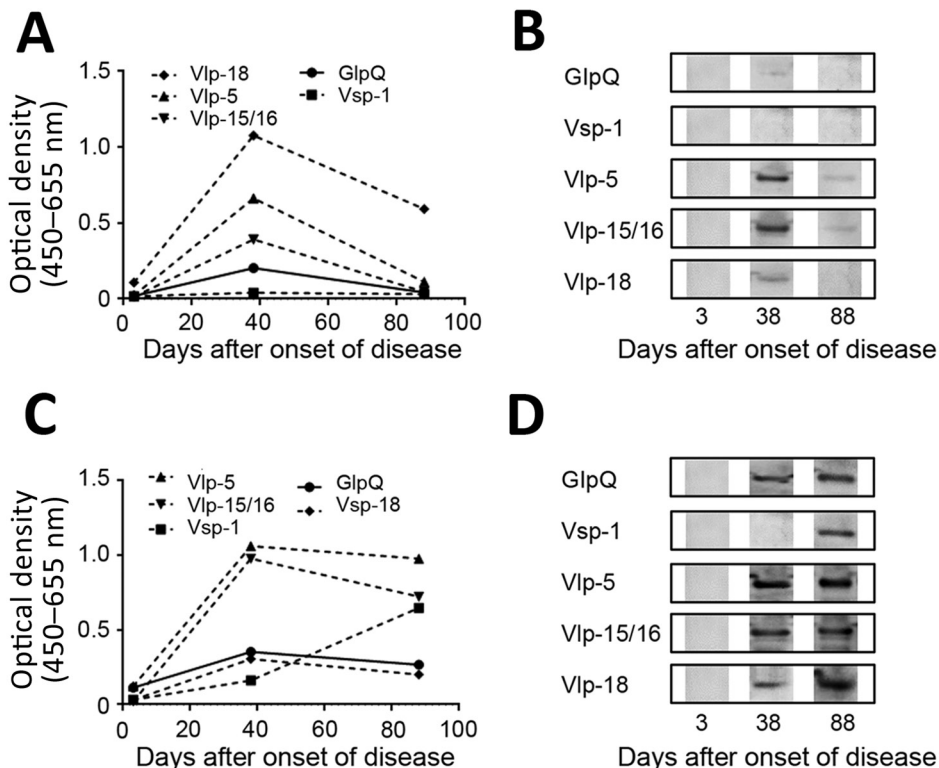 A
Optical density
(450–655 nm)
1.5
1.0
0.5
0
Vlp-18
Vlp-5
Vlp-15/16
GlpQ
Vsp-1
0 20 40 60 80 100
Days after onset of disease
B
GlpQ
Vsp-1
Vlp-5
Vlp-15/16
Vlp-18
3 38 88
Days after onset of disease
C
Optical density
(450–655 nm)
1.5
1.0
0.5
0
Vlp-5
Vlp-15/16
Vsp-1
GlpQ
Vsp-18
0 20 40 60 80 100
Days after onset of disease
D
GlpQ
Vsp-1
Vlp-5
Vlp-15/16
Vlp-18
3 38 88
Days after onset of disease